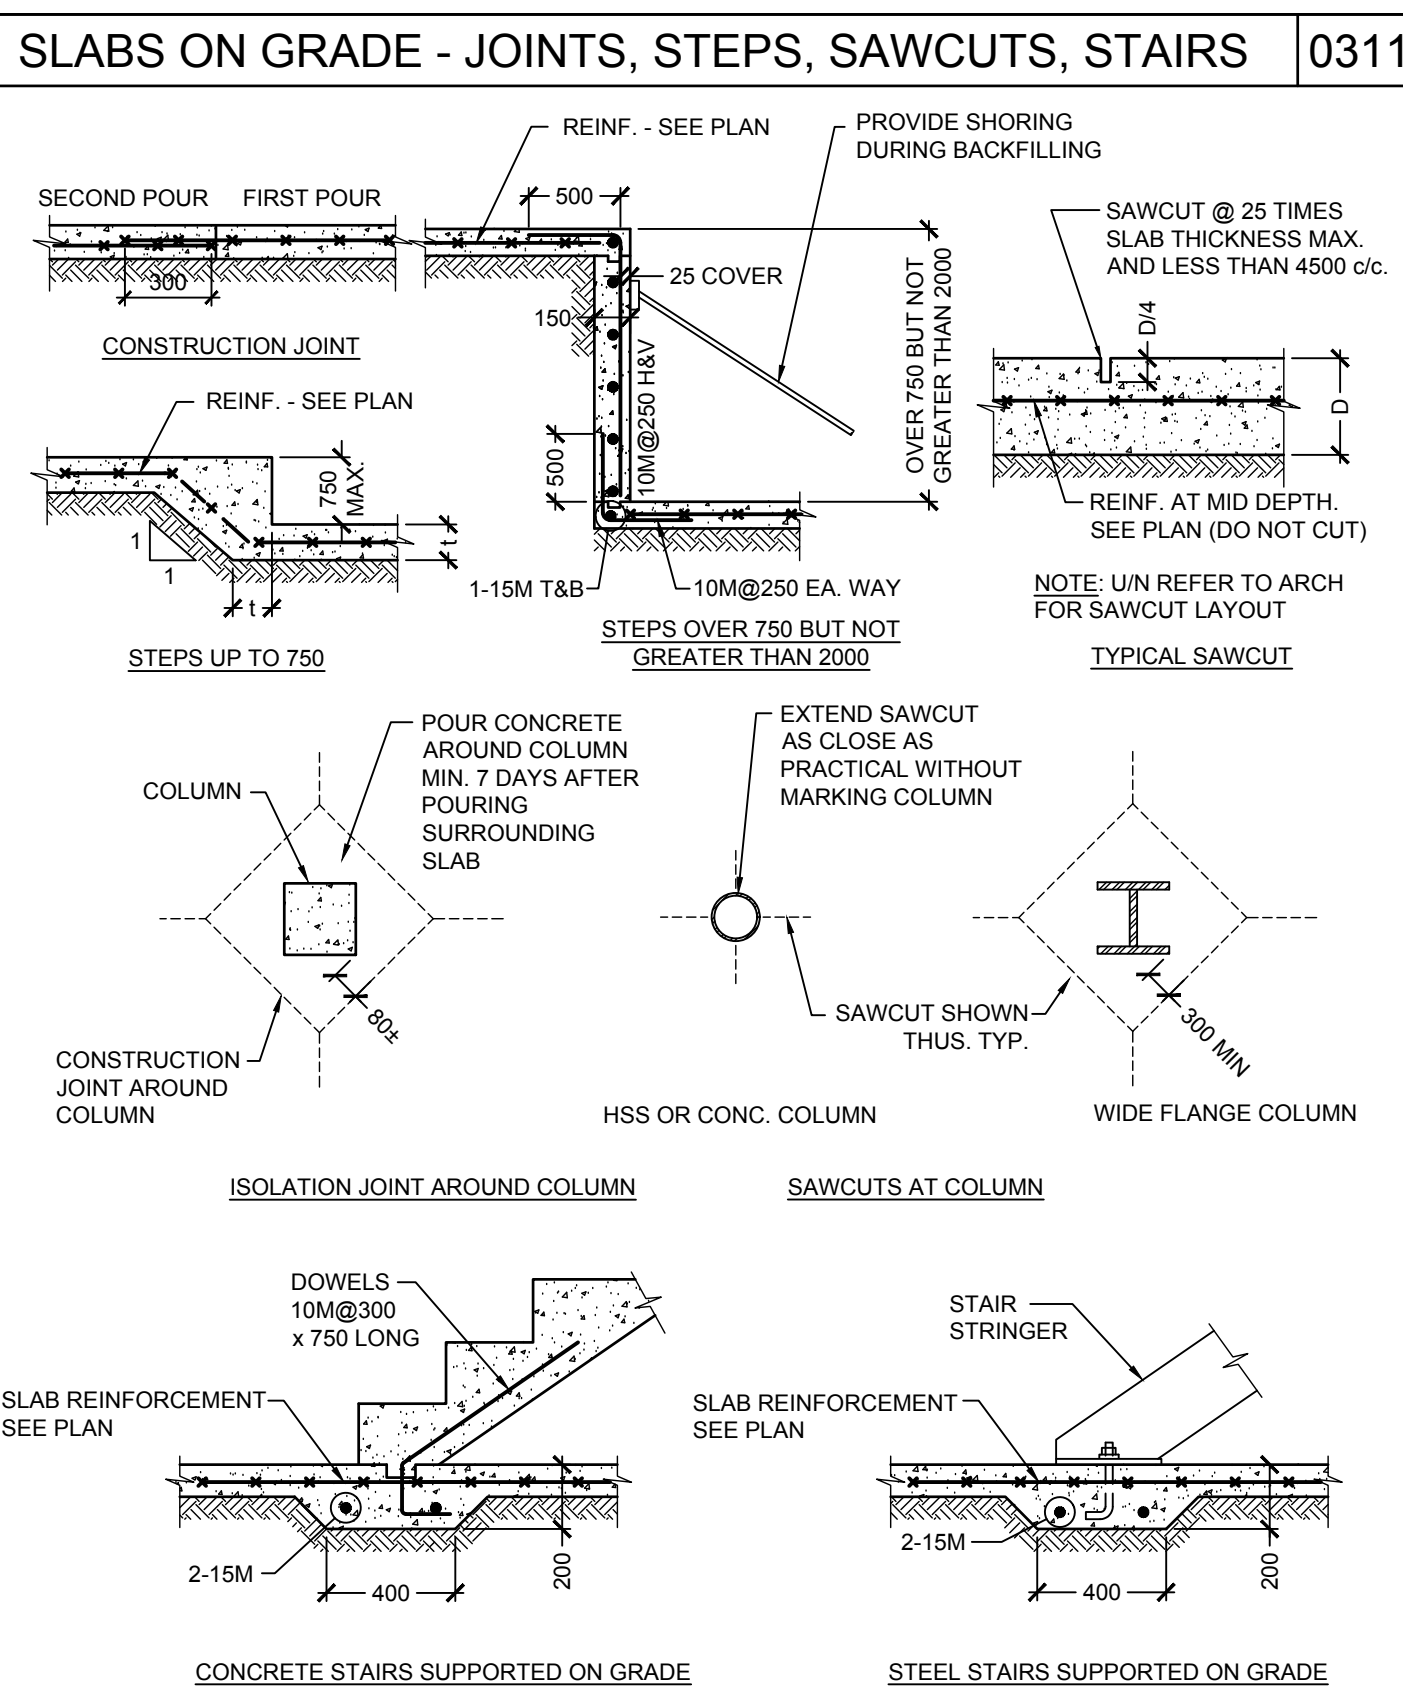 SLABS ON GRADE - JOINTS, STEPS, SAWCUTS, STAIRS
0311
SECOND POUR
FIRST POUR
300
CONSTRUCTION JOINT
REINF. - SEE PLAN
500
PROVIDE SHORING
DURING BACKFILLING
25 COVER
150
10M@250 H&V
500
OVER 750 BUT NOT
GREATER THAN 2000
1-15M T&B
10M@250 EA. WAY
STEPS OVER 750 BUT NOT
GREATER THAN 2000
SAWCUT @ 25 TIMES
SLAB THICKNESS MAX.
AND LESS THAN 4500 c/c.
D/4
D
REINF. AT MID DEPTH.
SEE PLAN (DO NOT CUT)
NOTE: U/N REFER TO ARCH
FOR SAWCUT LAYOUT
TYPICAL SAWCUT
REINF. - SEE PLAN
750
MAX.
1
1
t
t
STEPS UP TO 750
COLUMN
POUR CONCRETE
AROUND COLUMN
MIN. 7 DAYS AFTER
POURING
SURROUNDING
SLAB
80±
CONSTRUCTION
JOINT AROUND
COLUMN
ISOLATION JOINT AROUND COLUMN
EXTEND SAWCUT
AS CLOSE AS
PRACTICAL WITHOUT
MARKING COLUMN
SAWCUT SHOWN
THUS. TYP.
300 MIN
HSS OR CONC. COLUMN
WIDE FLANGE COLUMN
SAWCUTS AT COLUMN
DOWELS
10M@300
x 750 LONG
SLAB REINFORCEMENT
SEE PLAN
2-15M
400
200
CONCRETE STAIRS SUPPORTED ON GRADE
STAIR
STRINGER
SLAB REINFORCEMENT
SEE PLAN
2-15M
400
200
STEEL STAIRS SUPPORTED ON GRADE